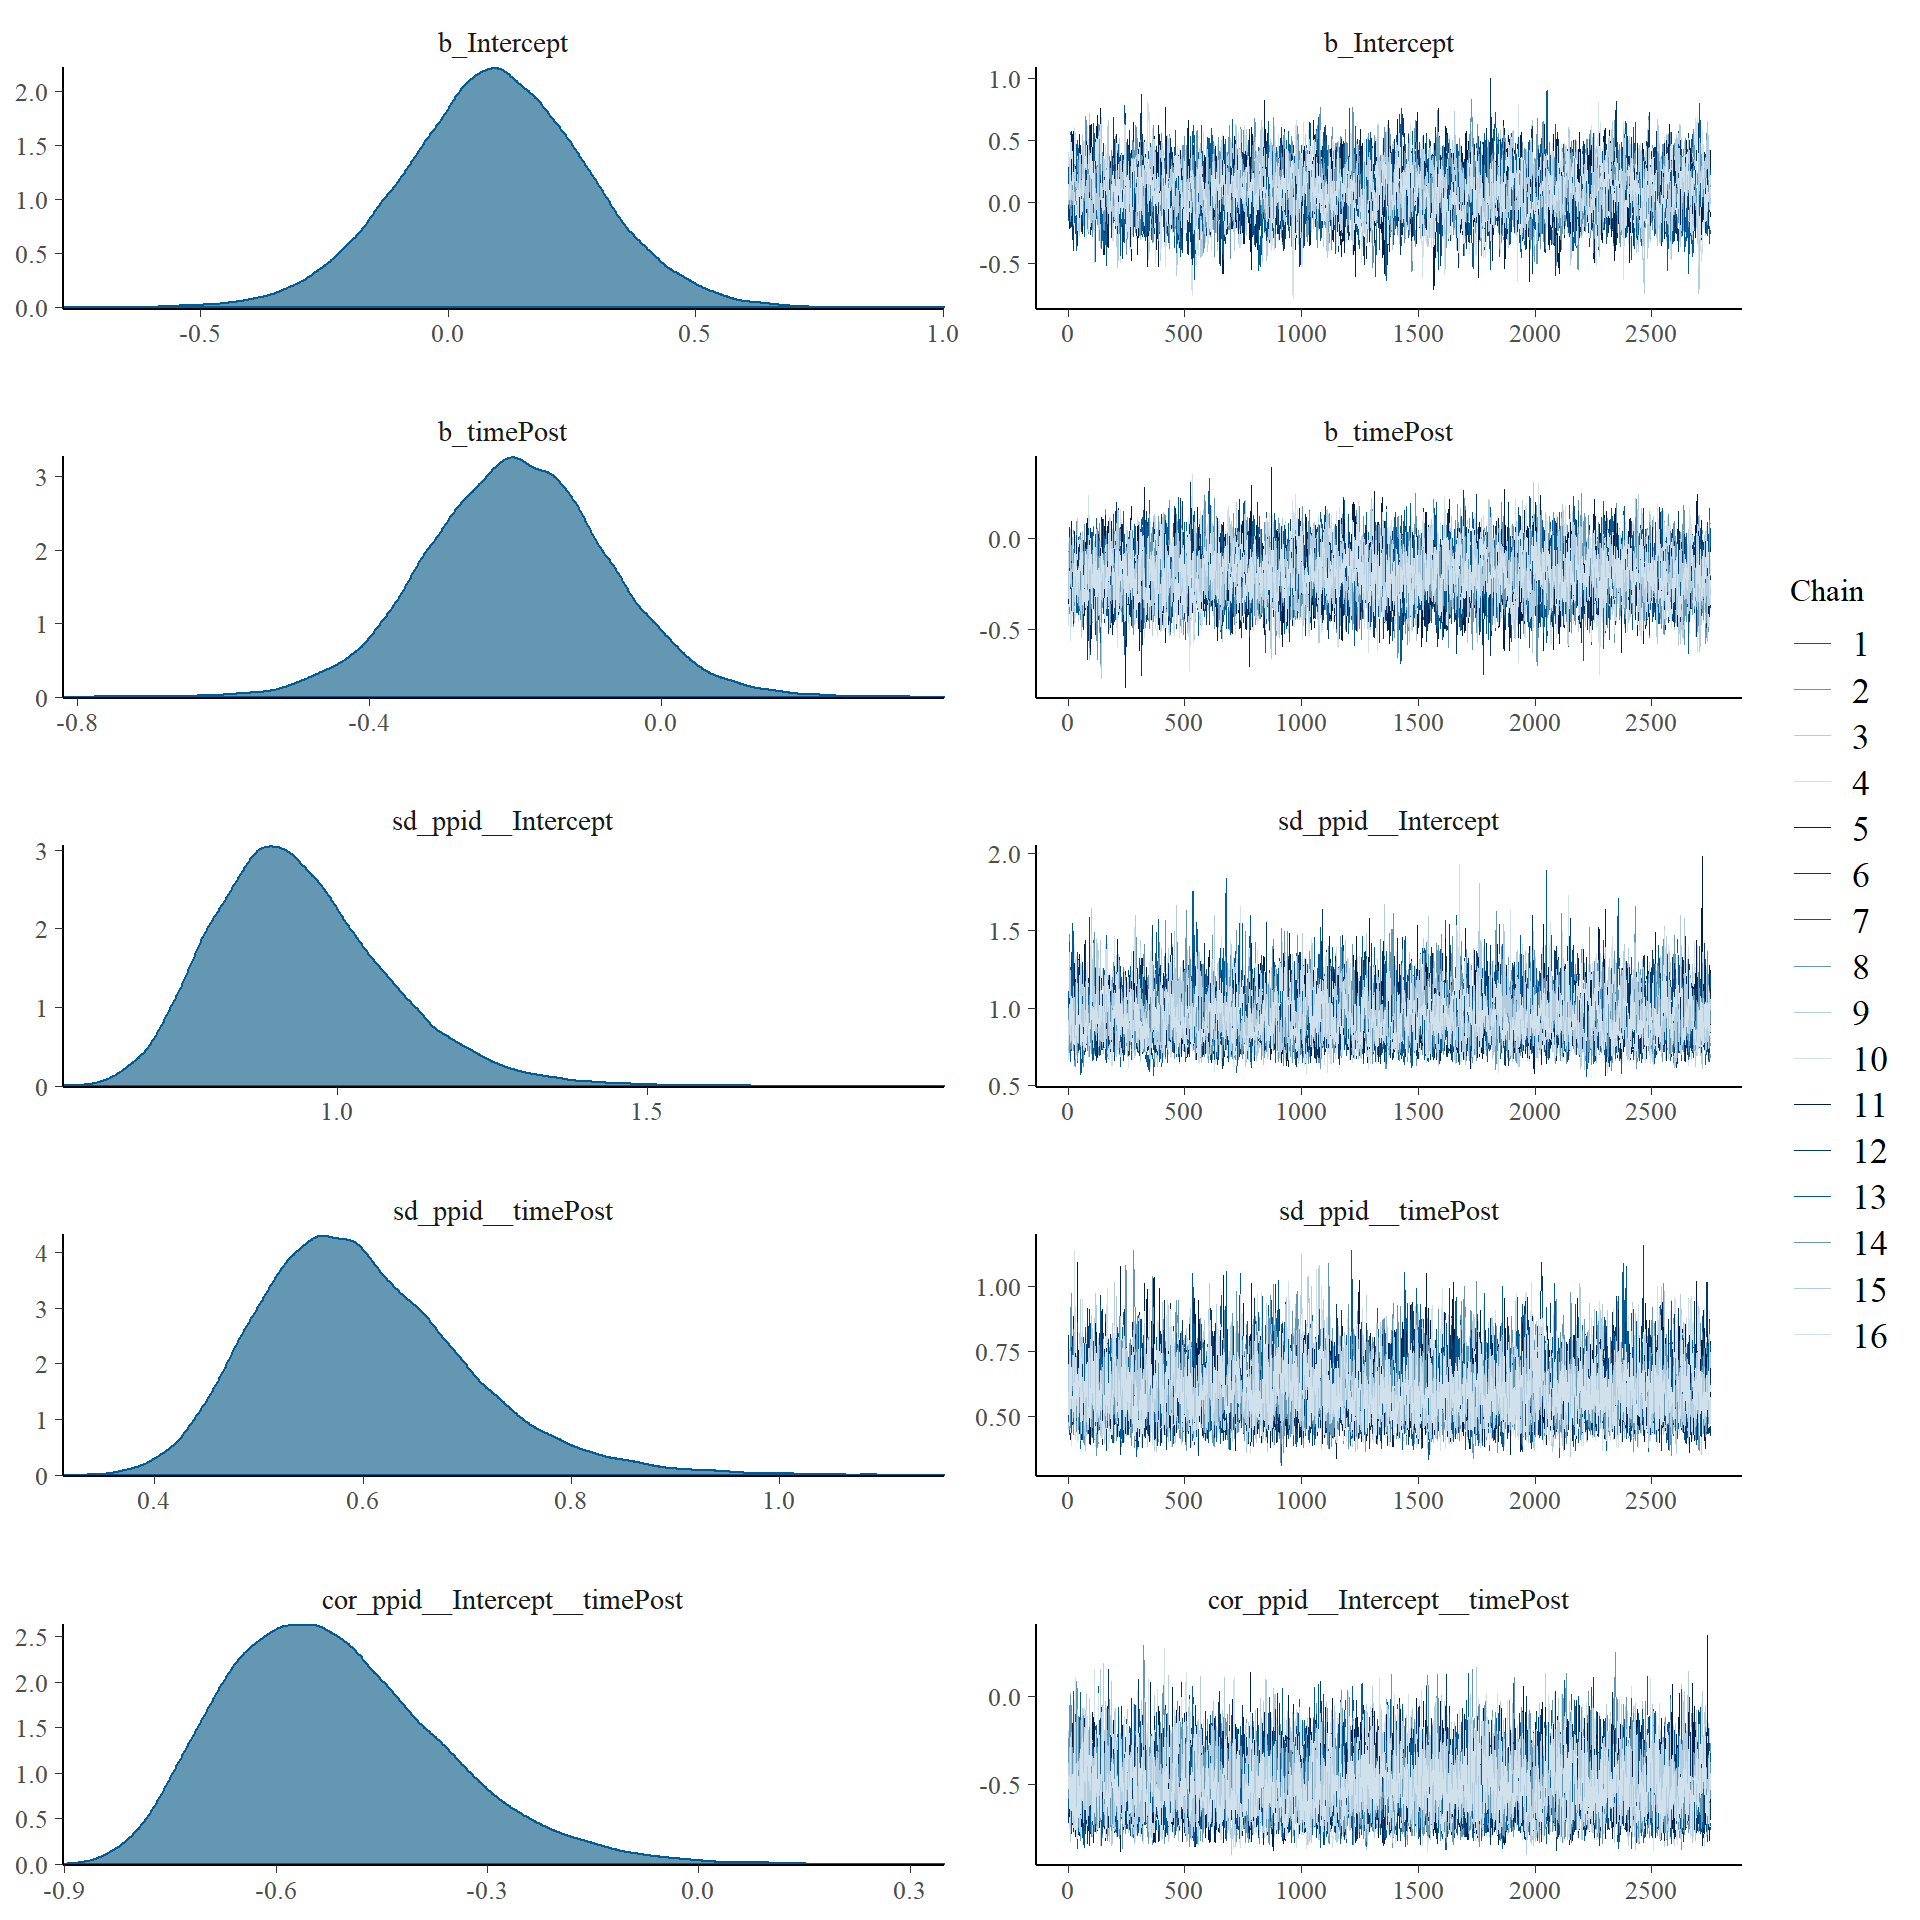 b_Intercept
2.0
1.5
1.0
0.5
0.0
-0.5 0.0 0.5 1.0
b_Intercept
1.0
0.5
0.0
-0.5
0 500 1000 1500 2000 2500
b_timePost
3
2
1
0
-0.8 -0.4 0.0
b_timePost
0.0
-0.5
0 500 1000 1500 2000 2500
sd_ppid__Intercept
3
2
1
0
1.0 1.5
sd_ppid__Intercept
2.0
1.5
1.0
0.5
0 500 1000 1500 2000 2500
sd_ppid__timePost
4
3
2
1
0
0.4 0.6 0.8 1.0
sd_ppid__timePost
1.00
0.75
0.50
0 500 1000 1500 2000 2500
cor_ppid__Intercept__timePost
2.5
2.0
1.5
1.0
0.5
0.0
-0.9 -0.6 -0.3 0.0 0.3
cor_ppid__Intercept__timePost
0.0
-0.5
0 500 1000 1500 2000 2500
Chain
1
2
3
4
5
6
7
8
9
10
11
12
13
14
15
16